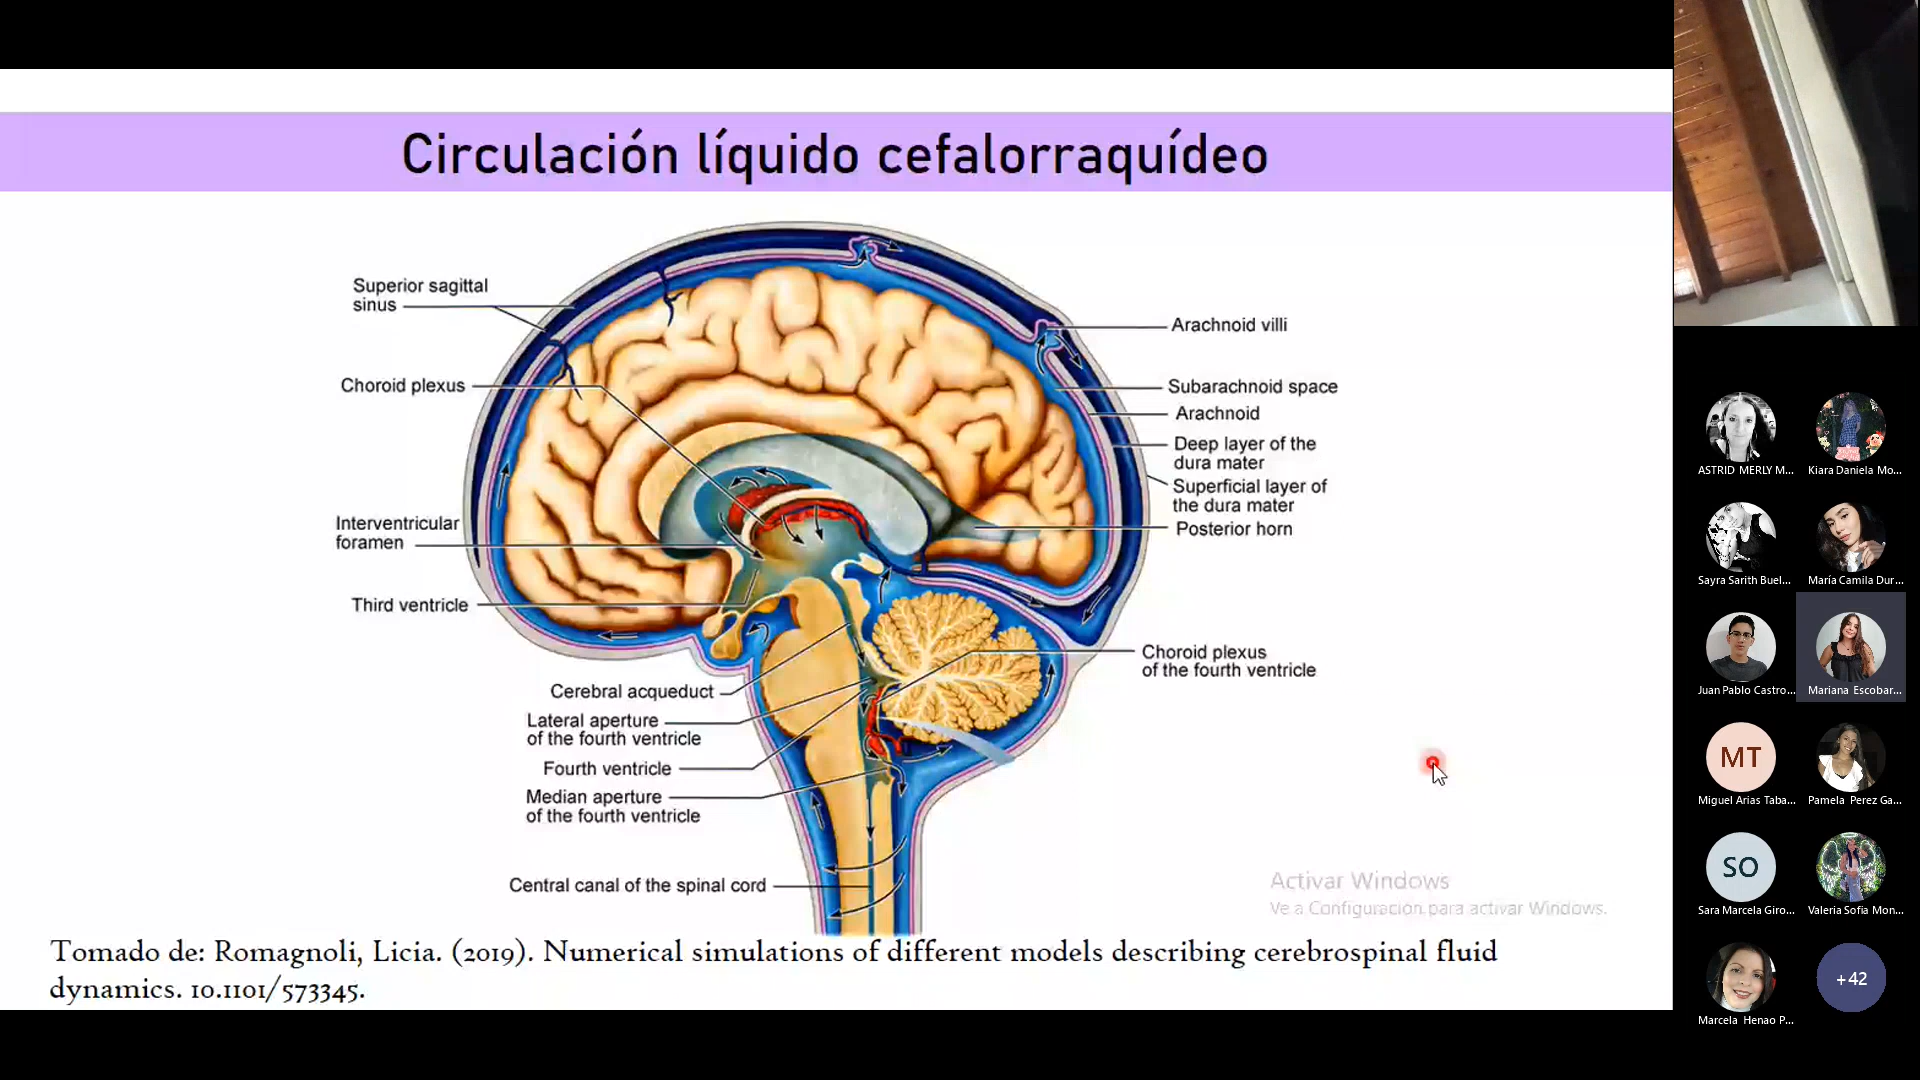 Circulación líquido cefalorraquídeo
Superior sagittal
sinus
Choroid plexus
Interventricular
foramen
Third ventricle
Cerebral acqueduct
Lateral aperture
of the fourth ventricle
Fourth ventricle
Median aperture
of the fourth ventricle
Central canal of the spinal cord
Arachnoid villi
Subarachnoid space
Arachnoid
Deep layer of the
dura mater
Superficial layer of
the dura mater
Posterior horn
Choroid plexus
of the fourth ventricle
Activar Windows
Ve a Configuración para activar Windows.
Tomado de: Romagnoli, Licia. (2019). Numerical simulations of different models describing cerebrospinal fluid
dynamics. 10.1101/573345.
ASTRID MERLY M...
Kiara Daniela Mo...
Sayra Sarith Buel...
María Camila Dur...
Juan Pablo Castro...
Mariana Escobar...
MT
Miguel Arias Taba...
Pamela Perez Ga...
SO
Sara Marcela Giro...
Valeria Sofia Mon...
Marcela Henao P...
+42